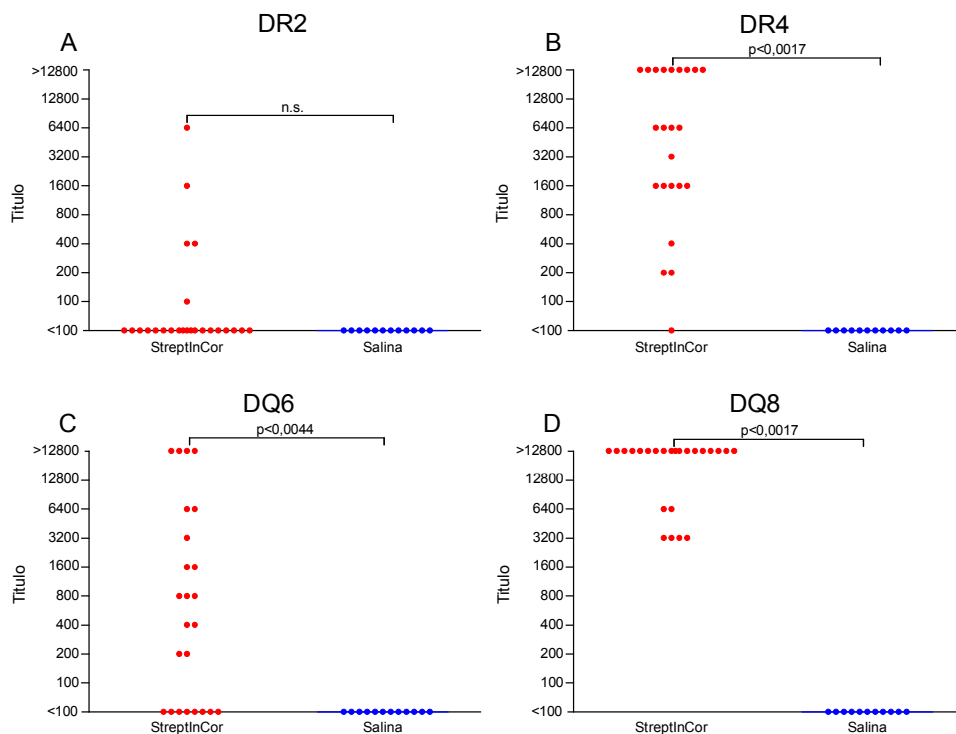 A
DR2
n.s.
Titulo
>12800
12800
6400
3200
1600
800
400
200
100
<100
StreptInCor
Salina
B
DR4
p<0,0017
Titulo
>12800
12800
6400
3200
1600
800
400
200
100
<100
StreptInCor
Salina
C
DQ6
p<0,0044
Titulo
>12800
12800
6400
3200
1600
800
400
200
100
<100
StreptInCor
Salina
D
DQ8
p<0,0017
Titulo
>12800
12800
6400
3200
1600
800
400
200
100
<100
StreptInCor
Salina